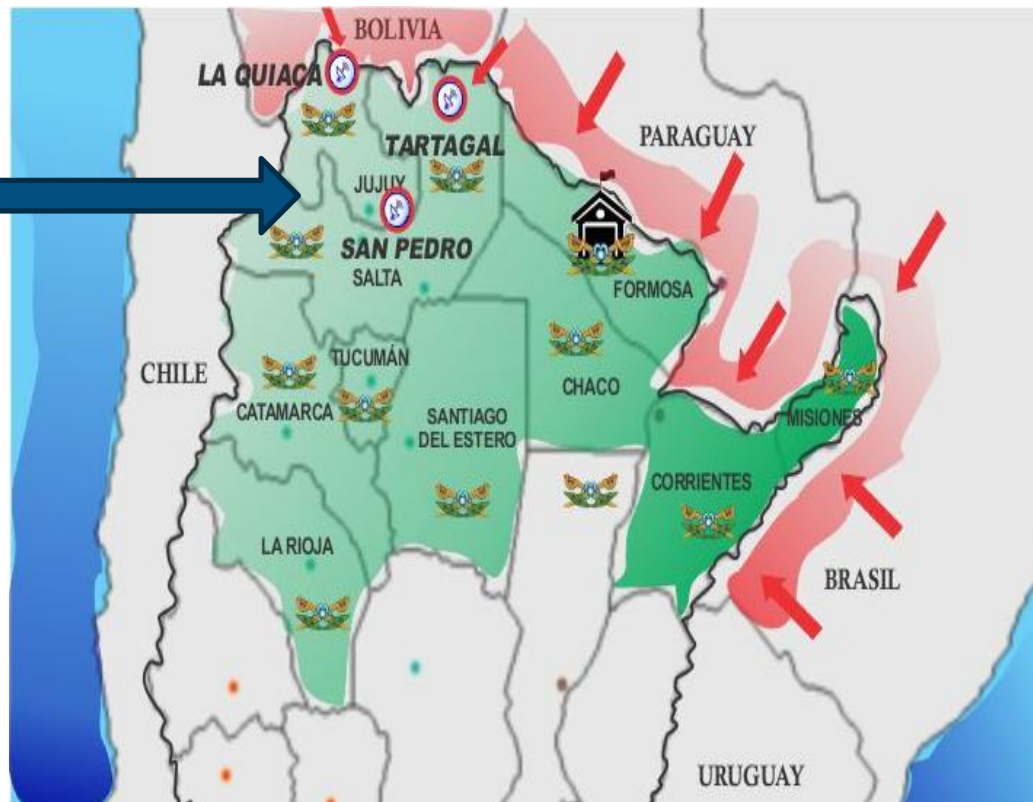 BOLIVIA
LA QUIACA
TARTAGAL
PARAGUAY
JUJUY
SAN PEDRO
SALTA
FORMOSA
CHILE
TUCUMÁN
CHACO
CATAMARCA
SANTIAGO
DEL ESTERO
MISIONES
CORRIENTES
LA RIOJA
BRASIL
URUGUAY